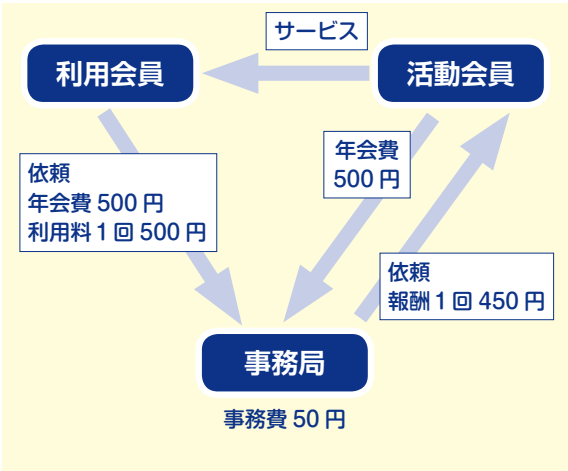 サービス
利用会員
活動会員
依頼
年会費 500 円
利用料 1 回 500 円
年会費
500 円
依頼
報酬 1 回 450 円
事務局
事務費 50 円